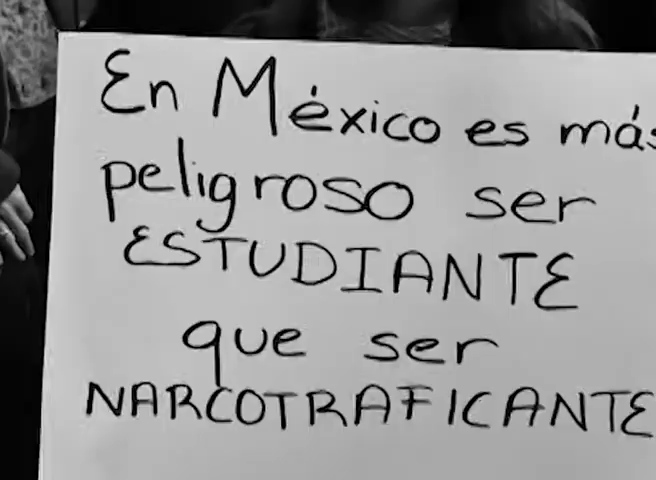 En México es más
peligroso ser
ESTUDIANTE
que ser
NARCOTRAFICANTE